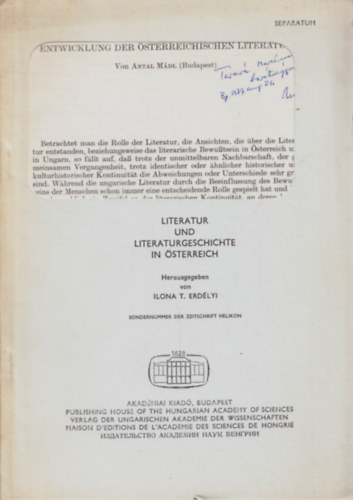 SEPARATUM
ENTWICKLUNG DER ÖSTERREICHISCHEN LITERAT
Von ANTAL MÁDL (Budapest)
Betrachtet man die Rolle der Literatur, die Ansichten, die über die Lite
tur entstanden, beziehungsweise das literarische Bewußtsein in Österreich u
in Ungarn, so fällt auf, daß trotz der unmittelbaren Nachbarschaft, der g
meinsamen Vergangenheit, trotz identischer oder ähnlicher historischer u
kulturhistorischer Kontinuität die Abweichungen oder Unterschiede sehr gr
sind. Während die ungarische Literatur durch die Beeinflussung des Bewu
eins der Menschen schon immer eine entscheidende Rolle gespielt hat und
LITERATUR
UND
LITERATURGESCHICHTE
IN ÖSTERREICH
Herausgegeben
von
ILONA T. ERDÉLYI
SONDERNUMMER DER ZEITSCHRIFT HELIKON
1826
AKADÉMIAI KIADÓ, BUDAPEST
PUBLISHING HOUSE OF THE HUNGARIAN ACADEMY OF SCIENCES
VERLAG DER UNGARISCHEN AKADEMIE DER WISSENSCHAFTEN
MAISON D'EDITIONS DE L'ACADEMIE DES SCIENCES DE HONGRIE
ИЗДАТЕЛЬСТВО АКАДЕМИИ НАУК ВЕНГРИИ